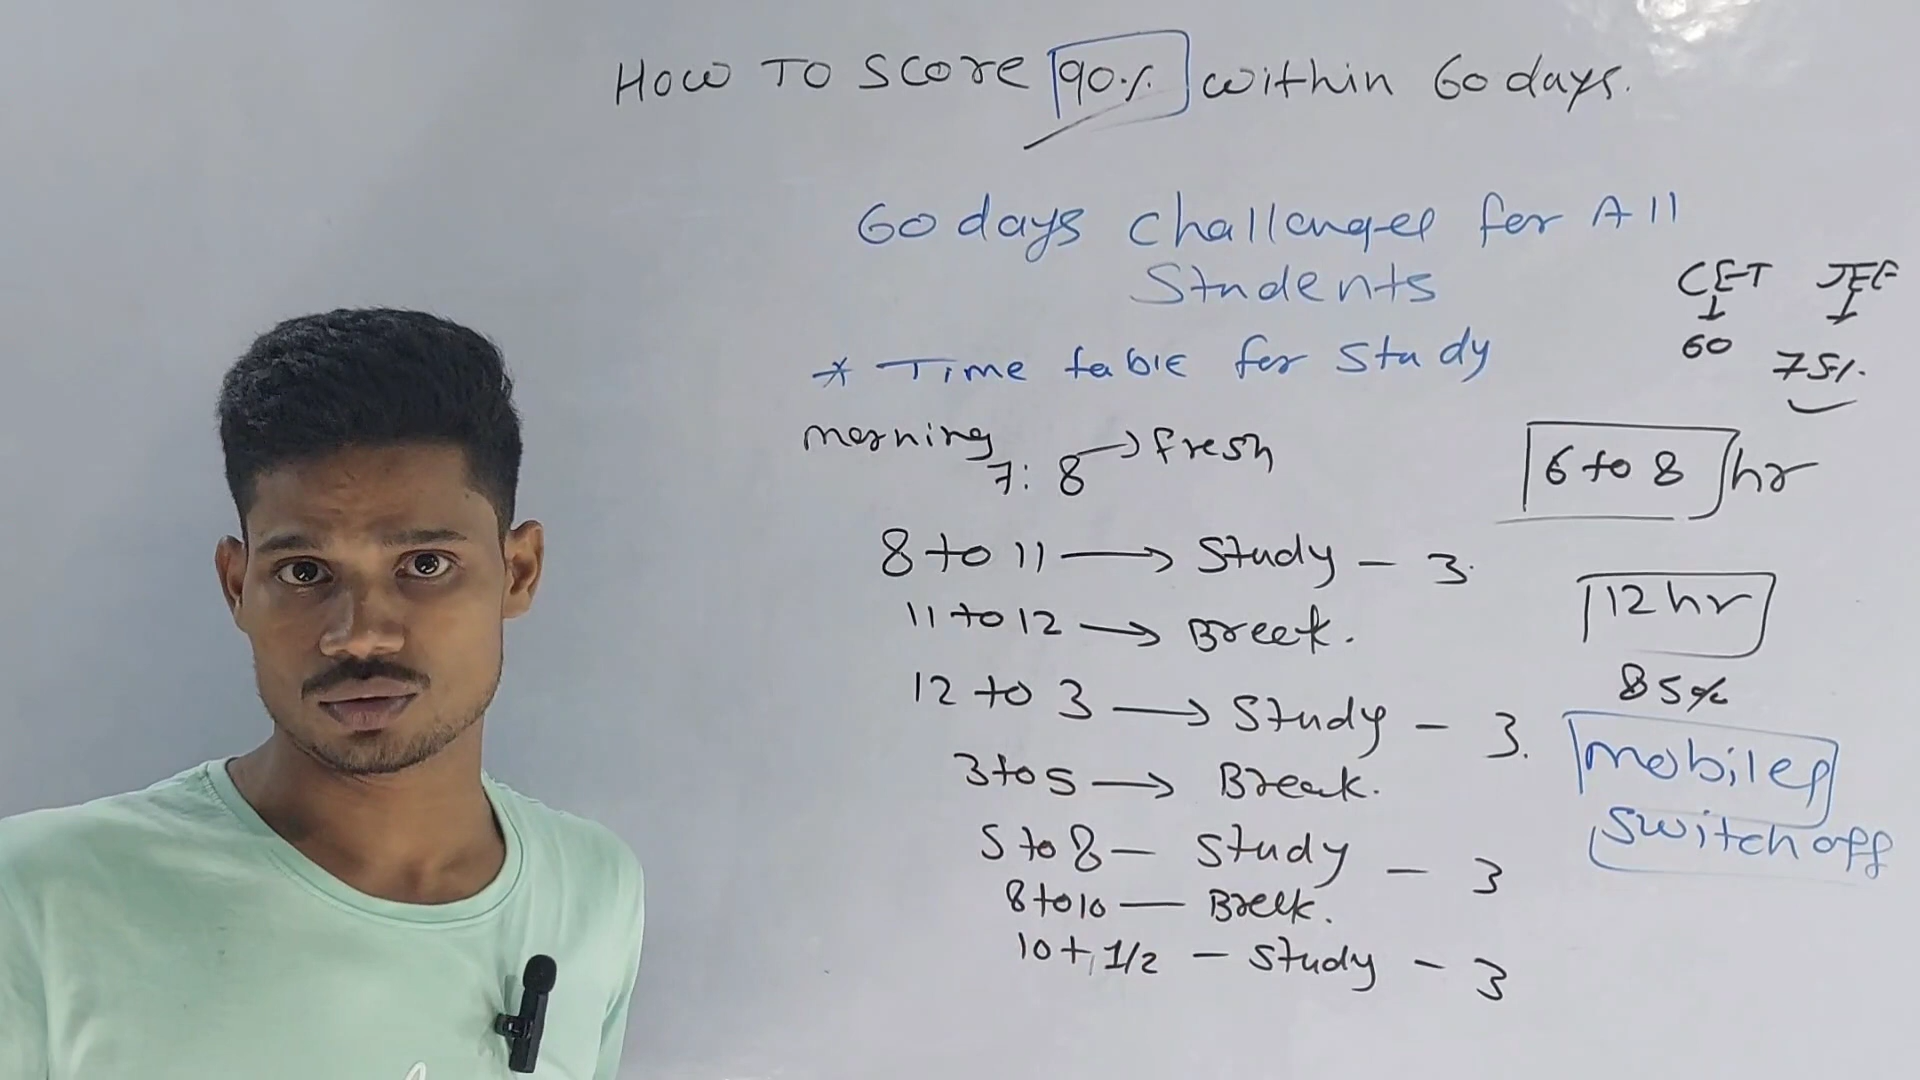 HOW TO SCORE 90% within 60 days.
60 days challanges for All
Students
CET JEE
60 75%.
* Time table for Study
morning
7: 8 → fresh
6 to 8 hr
8 to 11 → Study - 3.
11 to 12 → Breek.
12 hr
85%
12 to 3 → Study - 3.
3 to 5 → Break.
mobiles
switch off
5 to 8 - Study - 3
8 to 10 - Break.
10 t 1/2 - Study - 3